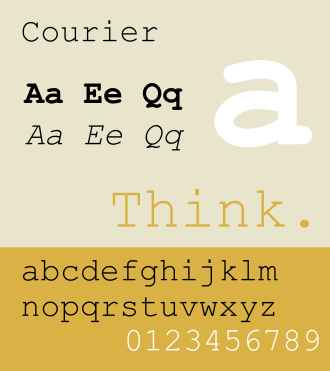 Courier
Aa Ee Qq
a
Aa Ee Qq
Think.
abcdefghijklm
nopqrstuvwxyz
0123456789